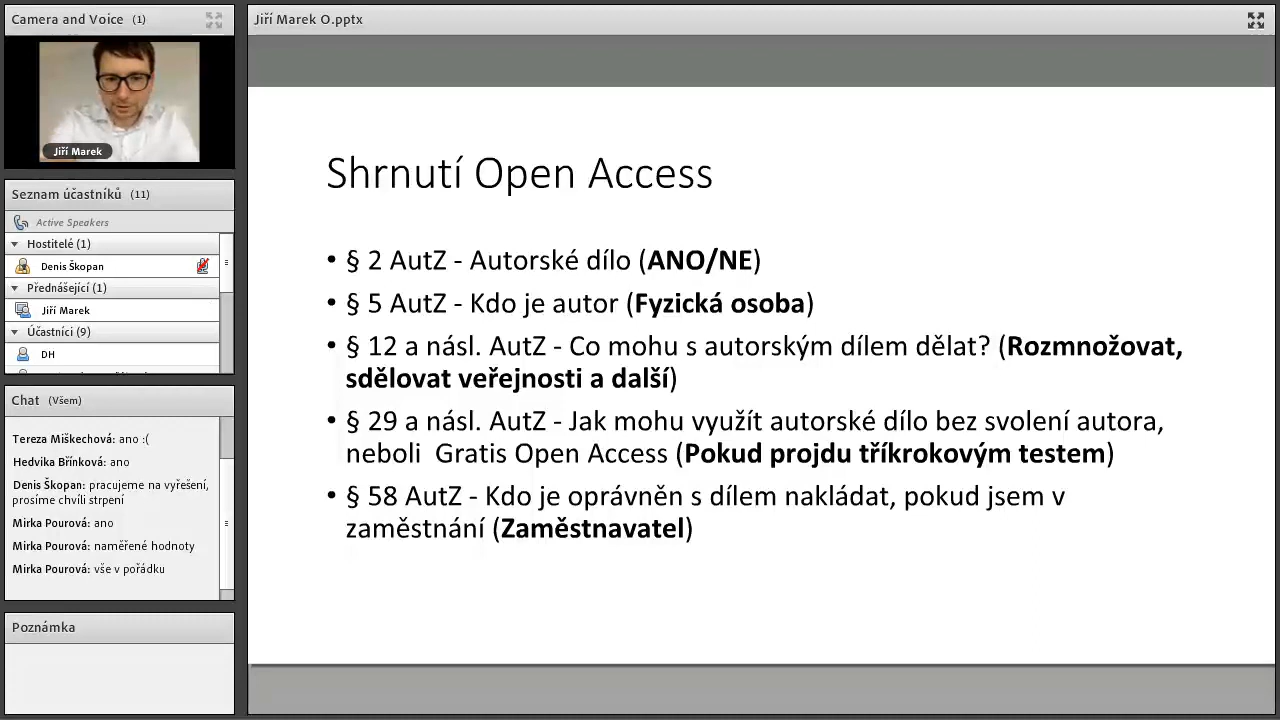 Camera and Voice (1)
Jiří Marek
Seznam účastníků (11)
Active Speakers
Hostitelé (1)
Denis Škopan
Přednášející (1)
Jiří Marek
Účastníci (9)
DH
Chat (Všem)
Tereza Miškechová: ano :(
Hedvika Břínková: ano
Denis Škopan: pracujeme na vyřešení,
prosíme chvíli strpení
Mirka Pourová: ano
Mirka Pourová: naměřené hodnoty
Mirka Pourová: vše v pořádku
Poznámka
Jiří Marek O.pptx
Shrnutí Open Access
• § 2 AutZ - Autorské dílo (ANO/NE)
• § 5 AutZ - Kdo je autor (Fyzická osoba)
• § 12 a násl. AutZ - Co mohu s autorským dílem dělat? (Rozmnožovat,
sdělovat veřejnosti a další)
• § 29 a násl. AutZ - Jak mohu využít autorské dílo bez svolení autora,
neboli  Gratis Open Access (Pokud projdu tříkrokovým testem)
• § 58 AutZ - Kdo je oprávněn s dílem nakládat, pokud jsem v
zaměstnání (Zaměstnavatel)